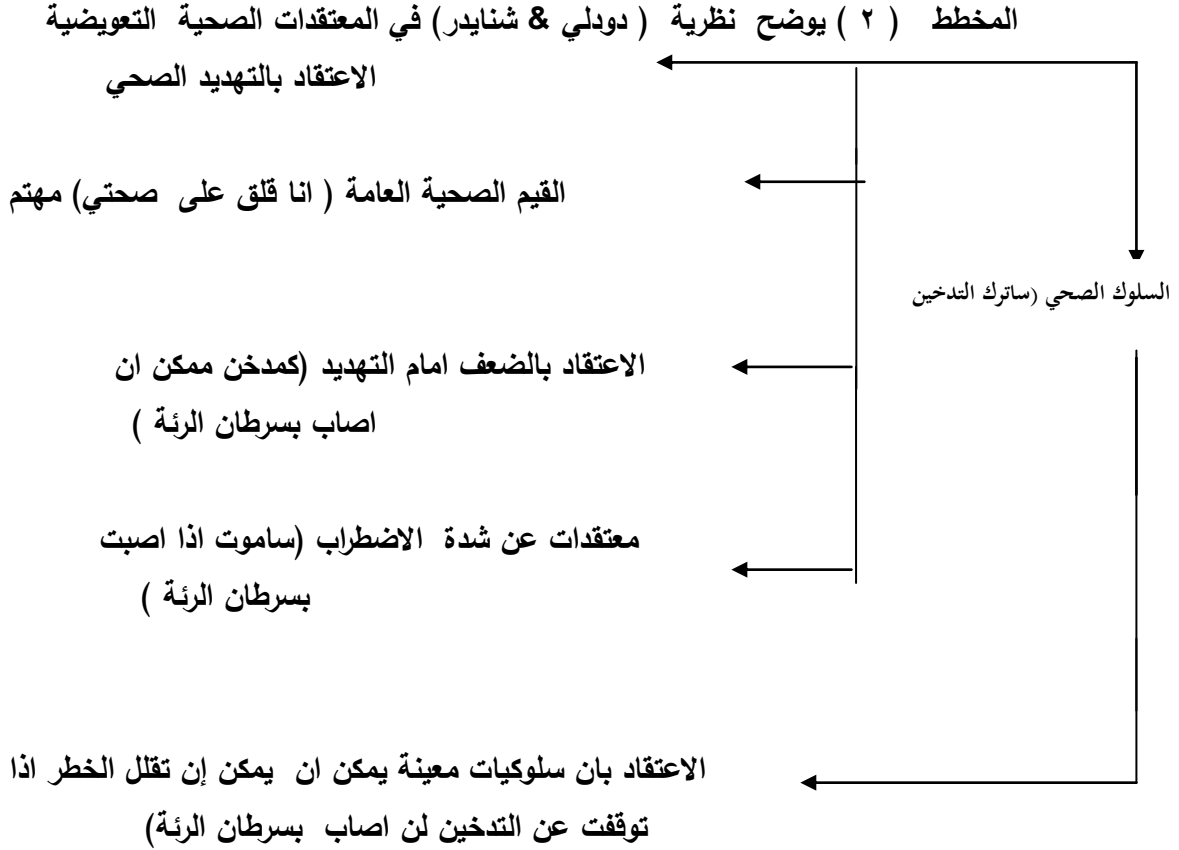 المخطط ( ٢ ) يوضح نظرية ( دودلي & شنايدر) في المعتقدات الصحية التعويضية
الاعتقاد بالتهديد الصحي
القيم الصحية العامة ( انا قلق على صحتي) مهتم
السلوك الصحي (ساترك التدخين
الاعتقاد بالضعف امام التهديد (كمدخن ممكن ان
اصاب بسرطان الرئة )
معتقدات عن شدة الاضطراب (ساموت اذا اصبت
بسرطان الرئة )
الاعتقاد بان سلوكيات معينة يمكن ان يمكن إن تقلل الخطر اذا
توقفت عن التدخين لن اصاب بسرطان الرئة)